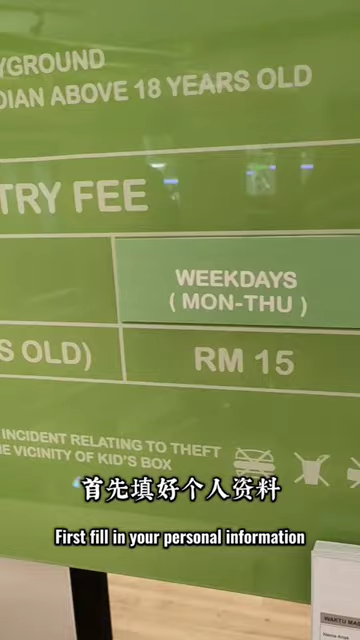 YGROUND
DIAN ABOVE 18 YEARS OLD
TRY FEE
WEEKDAYS
( MON-THU )
S OLD)
RM 15
INCIDENT RELATING TO THEFT
E VICINITY OF KID'S BOX
首先填好个人资料
First fill in your personal information
WAKTU